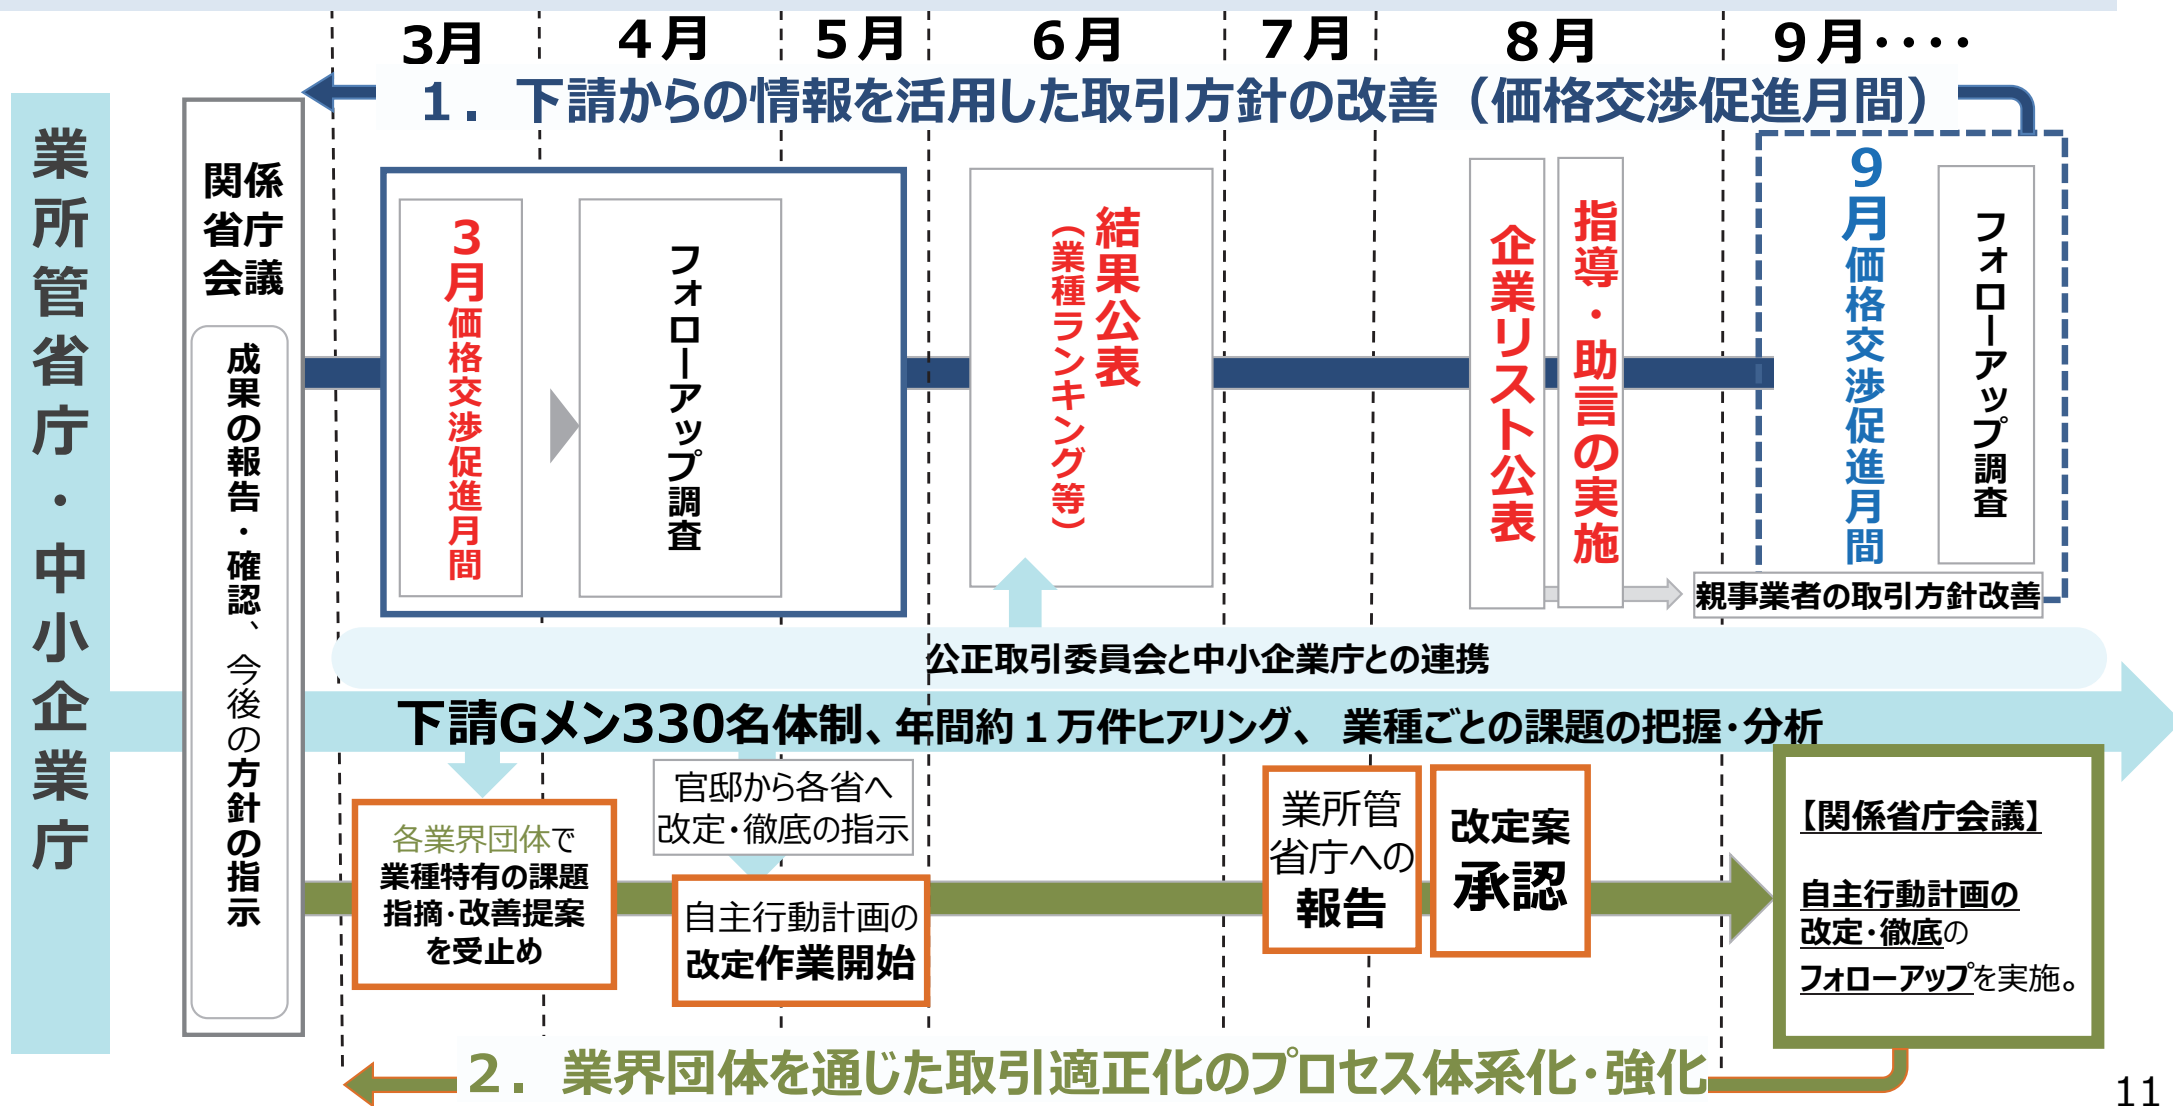 3月
4月
5月
6月
7月
8月
9月････
1. 下請からの情報を活用した取引方針の改善（価格交渉促進月間）
業所管省庁・中小企業庁
関係
省庁
会議
成果の報告・確認、今後の方針の指示
3月価格交渉促進月間
フォローアップ調査
結果公表
（業種ランキング等）
企業リスト公表
指導・助言の実施
9月価格交渉促進月間
フォローアップ調査
親事業者の取引方針改善
公正取引委員会と中小企業庁との連携
下請Gメン330名体制、年間約1万件ヒアリング、 業種ごとの課題の把握･分析
各業界団体で
業種特有の課題
指摘･改善提案
を受止め
官邸から各省へ
改定･徹底の指示
自主行動計画の
改定作業開始
業所管
省庁への
報告
改定案
承認
【関係省庁会議】
自主行動計画の
改定･徹底の
フォローアップを実施。
2. 業界団体を通じた取引適正化のプロセス体系化･強化
11